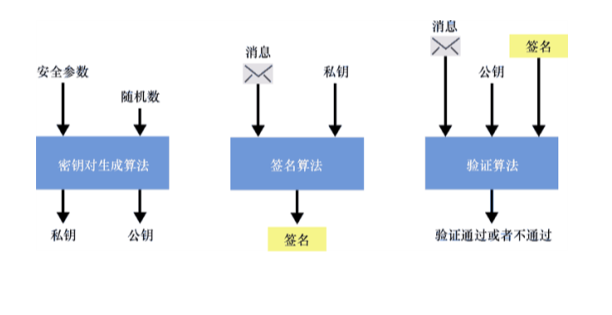 安全参数
随机数
密钥对生成算法
私钥
公钥
消息
私钥
签名算法
签名
消息
公钥
签名
验证算法
验证通过或者不通过